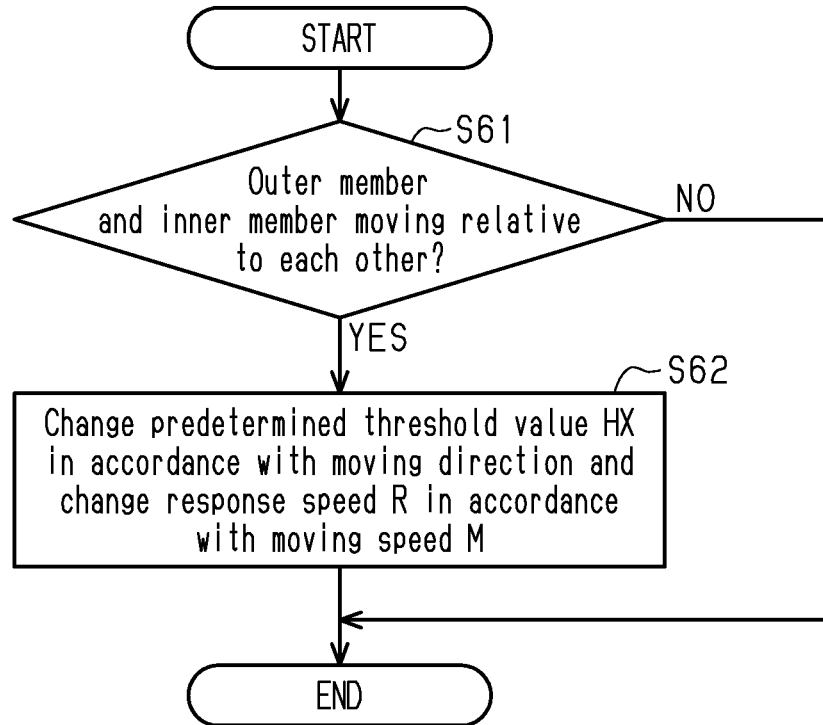 START
S61
Outer member
and inner member moving relative
to each other?
NO
YES
S62
Change predetermined threshold value HX
in accordance with moving direction and
change response speed R in accordance
with moving speed M
END